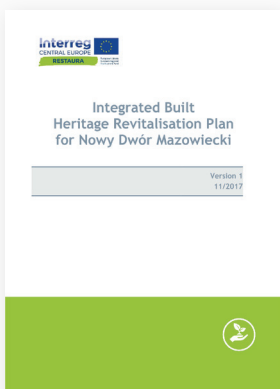 Interreg
CENTRAL EUROPE
RESTAURA
Integrated Built
Heritage Revitalisation Plan
for Nowy Dwór Mazowiecki
Version 1
11/2017